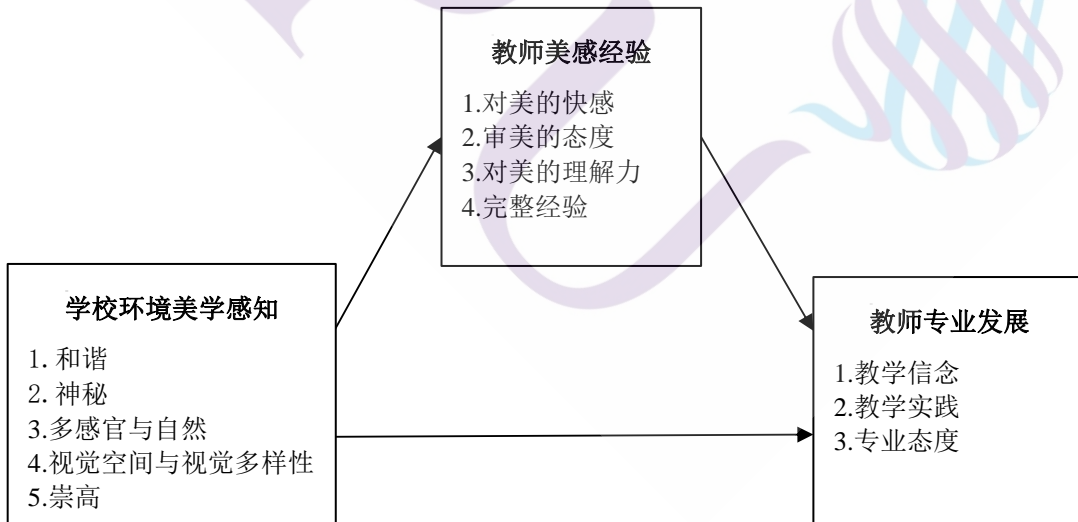 教师美感经验
1.对美的快感
2.审美的态度
3.对美的理解力
4.完整经验
学校环境美学感知
1.和谐
2.神秘
3.多感官与自然
4.视觉空间与视觉多样性
5.崇高
教师专业发展
1.教学信念
2.教学实践
3.专业态度